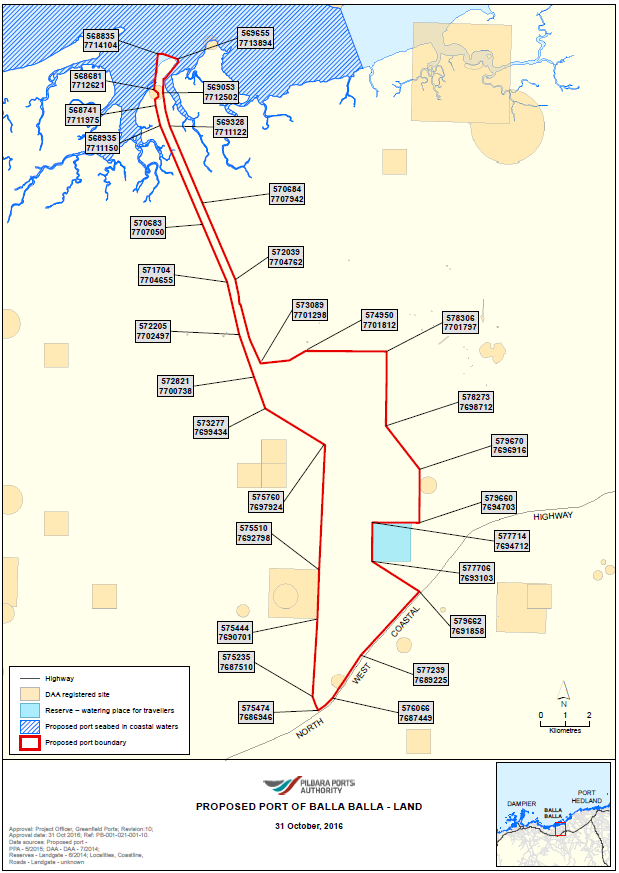 568835
7714104
569655
7713894
568681
7712621
569053
7712502
568741
7711975
569328
7711122
568935
7711150
570684
7707942
570683
7707050
572039
7704762
571704
7704655
573089
7701298
574950
7701812
578306
7701797
572205
7702497
572821
7700738
578273
7698712
573277
7699434
579670
7696916
575760
7697924
579660
7694703
HIGHWAY
575510
7692798
577714
7694712
577706
7693103
575444
7690701
579662
7691858
COASTAL
575235
7687510
577239
7689225
WEST
575474
7686946
576066
7687449
NORTH
Highway
DAA registered site
Reserve – watering place for travellers
Proposed port seabed in coastal waters
Proposed port boundary
N
0 1 2
Kilometres
PILBARA PORTS
AUTHORITY
PROPOSED PORT OF BALLA BALLA - LAND
31 October, 2016
Approval: Project Officer, Greenfield Ports; Revision:10;
Approval date: 31 Oct 2016; Ref: PB-001-021-001-10.
Data sources: Proposed port -
PPA - 5/2015; DAA - DAA - 7/2014;
Reserves - Landgate - 6/2014; Localities, Coastline,
Roads - Landgate - unknown
PORT
HEDLAND
DAMPIER
BALLA
BALLA